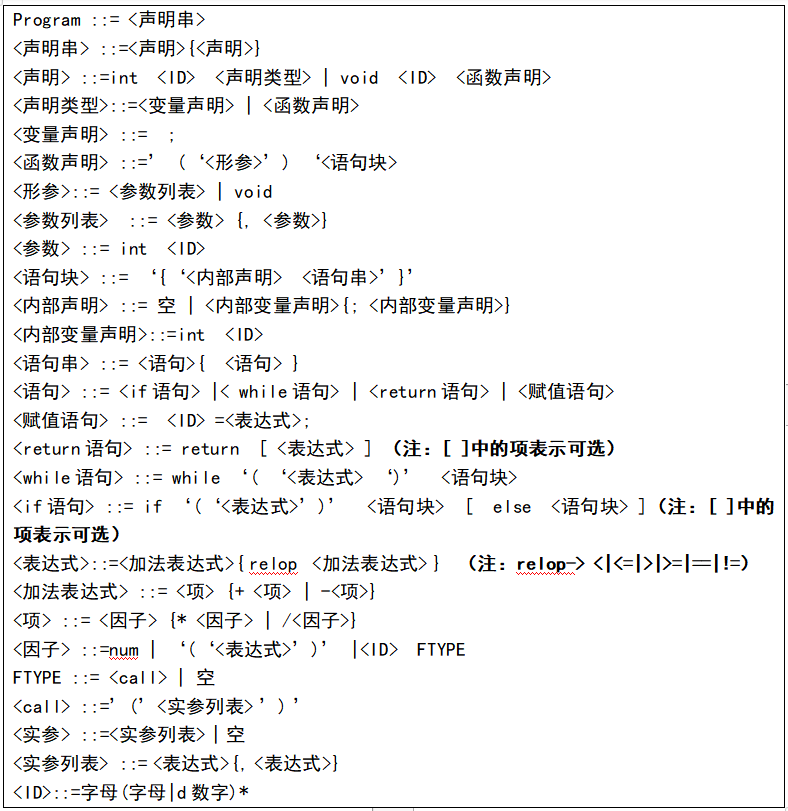 Program ::= <声明串>
<声明串> ::=<声明>{<声明>}
<声明> ::=int <ID> <声明类型> | void <ID> <函数声明>
<声明类型>::=<变量声明> | <函数声明>
<变量声明> ::= ;
<函数声明> ::=’ (‘<形参>’) ‘<语句块>
<形参>::= <参数列表> | void
<参数列表> ::= <参数> {, <参数>}
<参数> ::= int <ID>
<语句块> ::= ‘{‘<内部声明> <语句串>’}’
<内部声明> ::= 空 | <内部变量声明>{; <内部变量声明>}
<内部变量声明>::=int <ID>
<语句串> ::= <语句>{ <语句> }
<语句> ::= <if语句> |< while语句> | <return语句> | <赋值语句>
<赋值语句> ::= <ID> =<表达式>;
<return语句> ::= return [ <表达式> ] （注：[ ]中的项表示可选）
<while语句> ::= while ‘( ‘<表达式> ‘)’ <语句块>
<if语句> ::= if ‘(‘<表达式>’)’ <语句块> [ else <语句块> ]（注：[ ]中的
项表示可选）
<表达式>::=<加法表达式>{ relop <加法表达式> } （注：relop-> <|<=|>|>=|==|!=）
<加法表达式> ::= <项> {+ <项> | -<项>}
<项> ::= <因子> {* <因子> | /<因子>}
<因子> ::=num | ‘(‘<表达式>’)’ |<ID> FTYPE
FTYPE ::= <call> | 空
<call> ::=’(’<实参列表>’)’
<实参> ::=<实参列表> | 空
<实参列表> ::= <表达式>{, <表达式>}
<ID>::=字母(字母|d数字)*